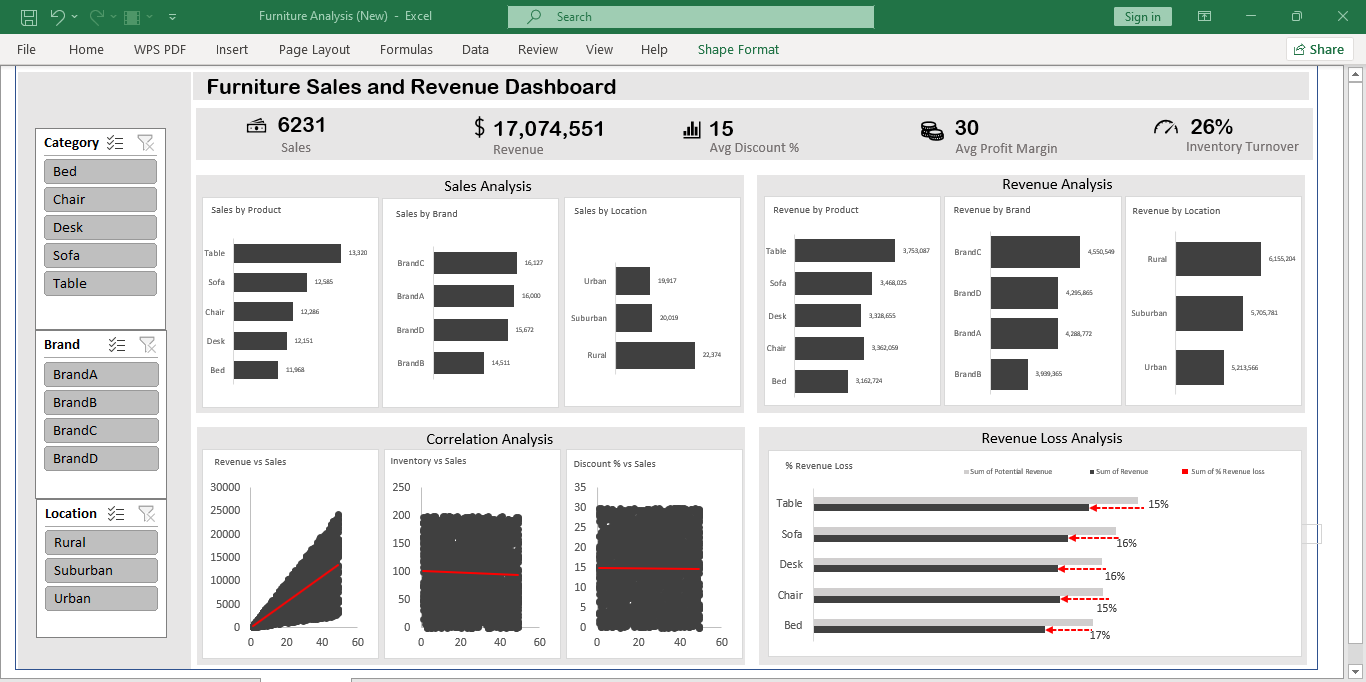 Furniture Analysis (New) - Excel
Search
Sign in
File Home WPS PDF Insert Page Layout Formulas Data Review View Help Shape Format
Share
Furniture Sales and Revenue Dashboard
6231
Sales
$ 17,074,551
Revenue
15
Avg Discount %
30
Avg Profit Margin
26%
Inventory Turnover
Category
Bed
Chair
Desk
Sofa
Table
Brand
BrandA
BrandB
BrandC
BrandD
Location
Rural
Suburban
Urban
Sales Analysis
Sales by Product
Table 13,320
Sofa 12,585
Chair 12,286
Desk 12,151
Bed 11,968
Sales by Brand
BrandC 16,127
BrandA 16,000
BrandD 15,672
BrandB 14,511
Sales by Location
Urban 19,917
Suburban 20,019
Rural 22,374
Revenue Analysis
Revenue by Product
Table 3,753,087
Sofa 3,468,025
Desk 3,328,655
Chair 3,362,059
Bed 3,162,724
Revenue by Brand
BrandC 4,550,549
BrandD 4,295,865
BrandA 4,288,772
BrandB 3,939,365
Revenue by Location
Rural 6,155,204
Suburban 5,705,781
Urban 5,213,566
Correlation Analysis
Revenue vs Sales
30000
25000
20000
15000
10000
5000
0
0 20 40 60
Inventory vs Sales
250
200
150
100
50
0
0 20 40 60
Discount % vs Sales
35
30
25
20
15
10
5
0
0 20 40 60
Revenue Loss Analysis
% Revenue Loss
Sum of Potential Revenue Sum of Revenue Sum of % Revenue loss
Table 15%
Sofa 16%
Desk 16%
Chair 15%
Bed 17%